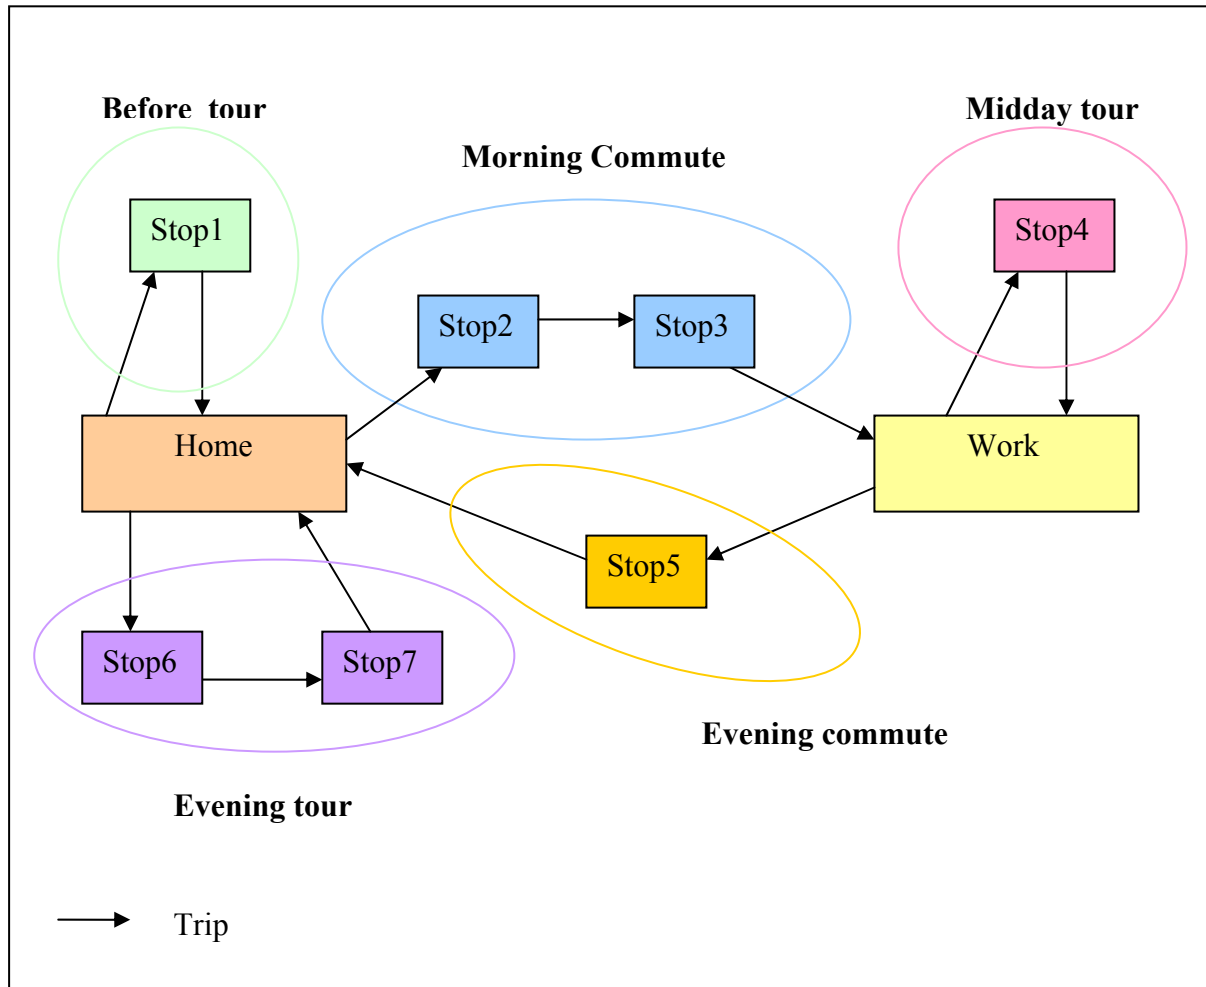 Before tour
Midday tour
Morning Commute
Stop1
Stop4
Stop2
Stop3
Home
Work
Stop5
Stop6
Stop7
Evening commute
Evening tour
Trip